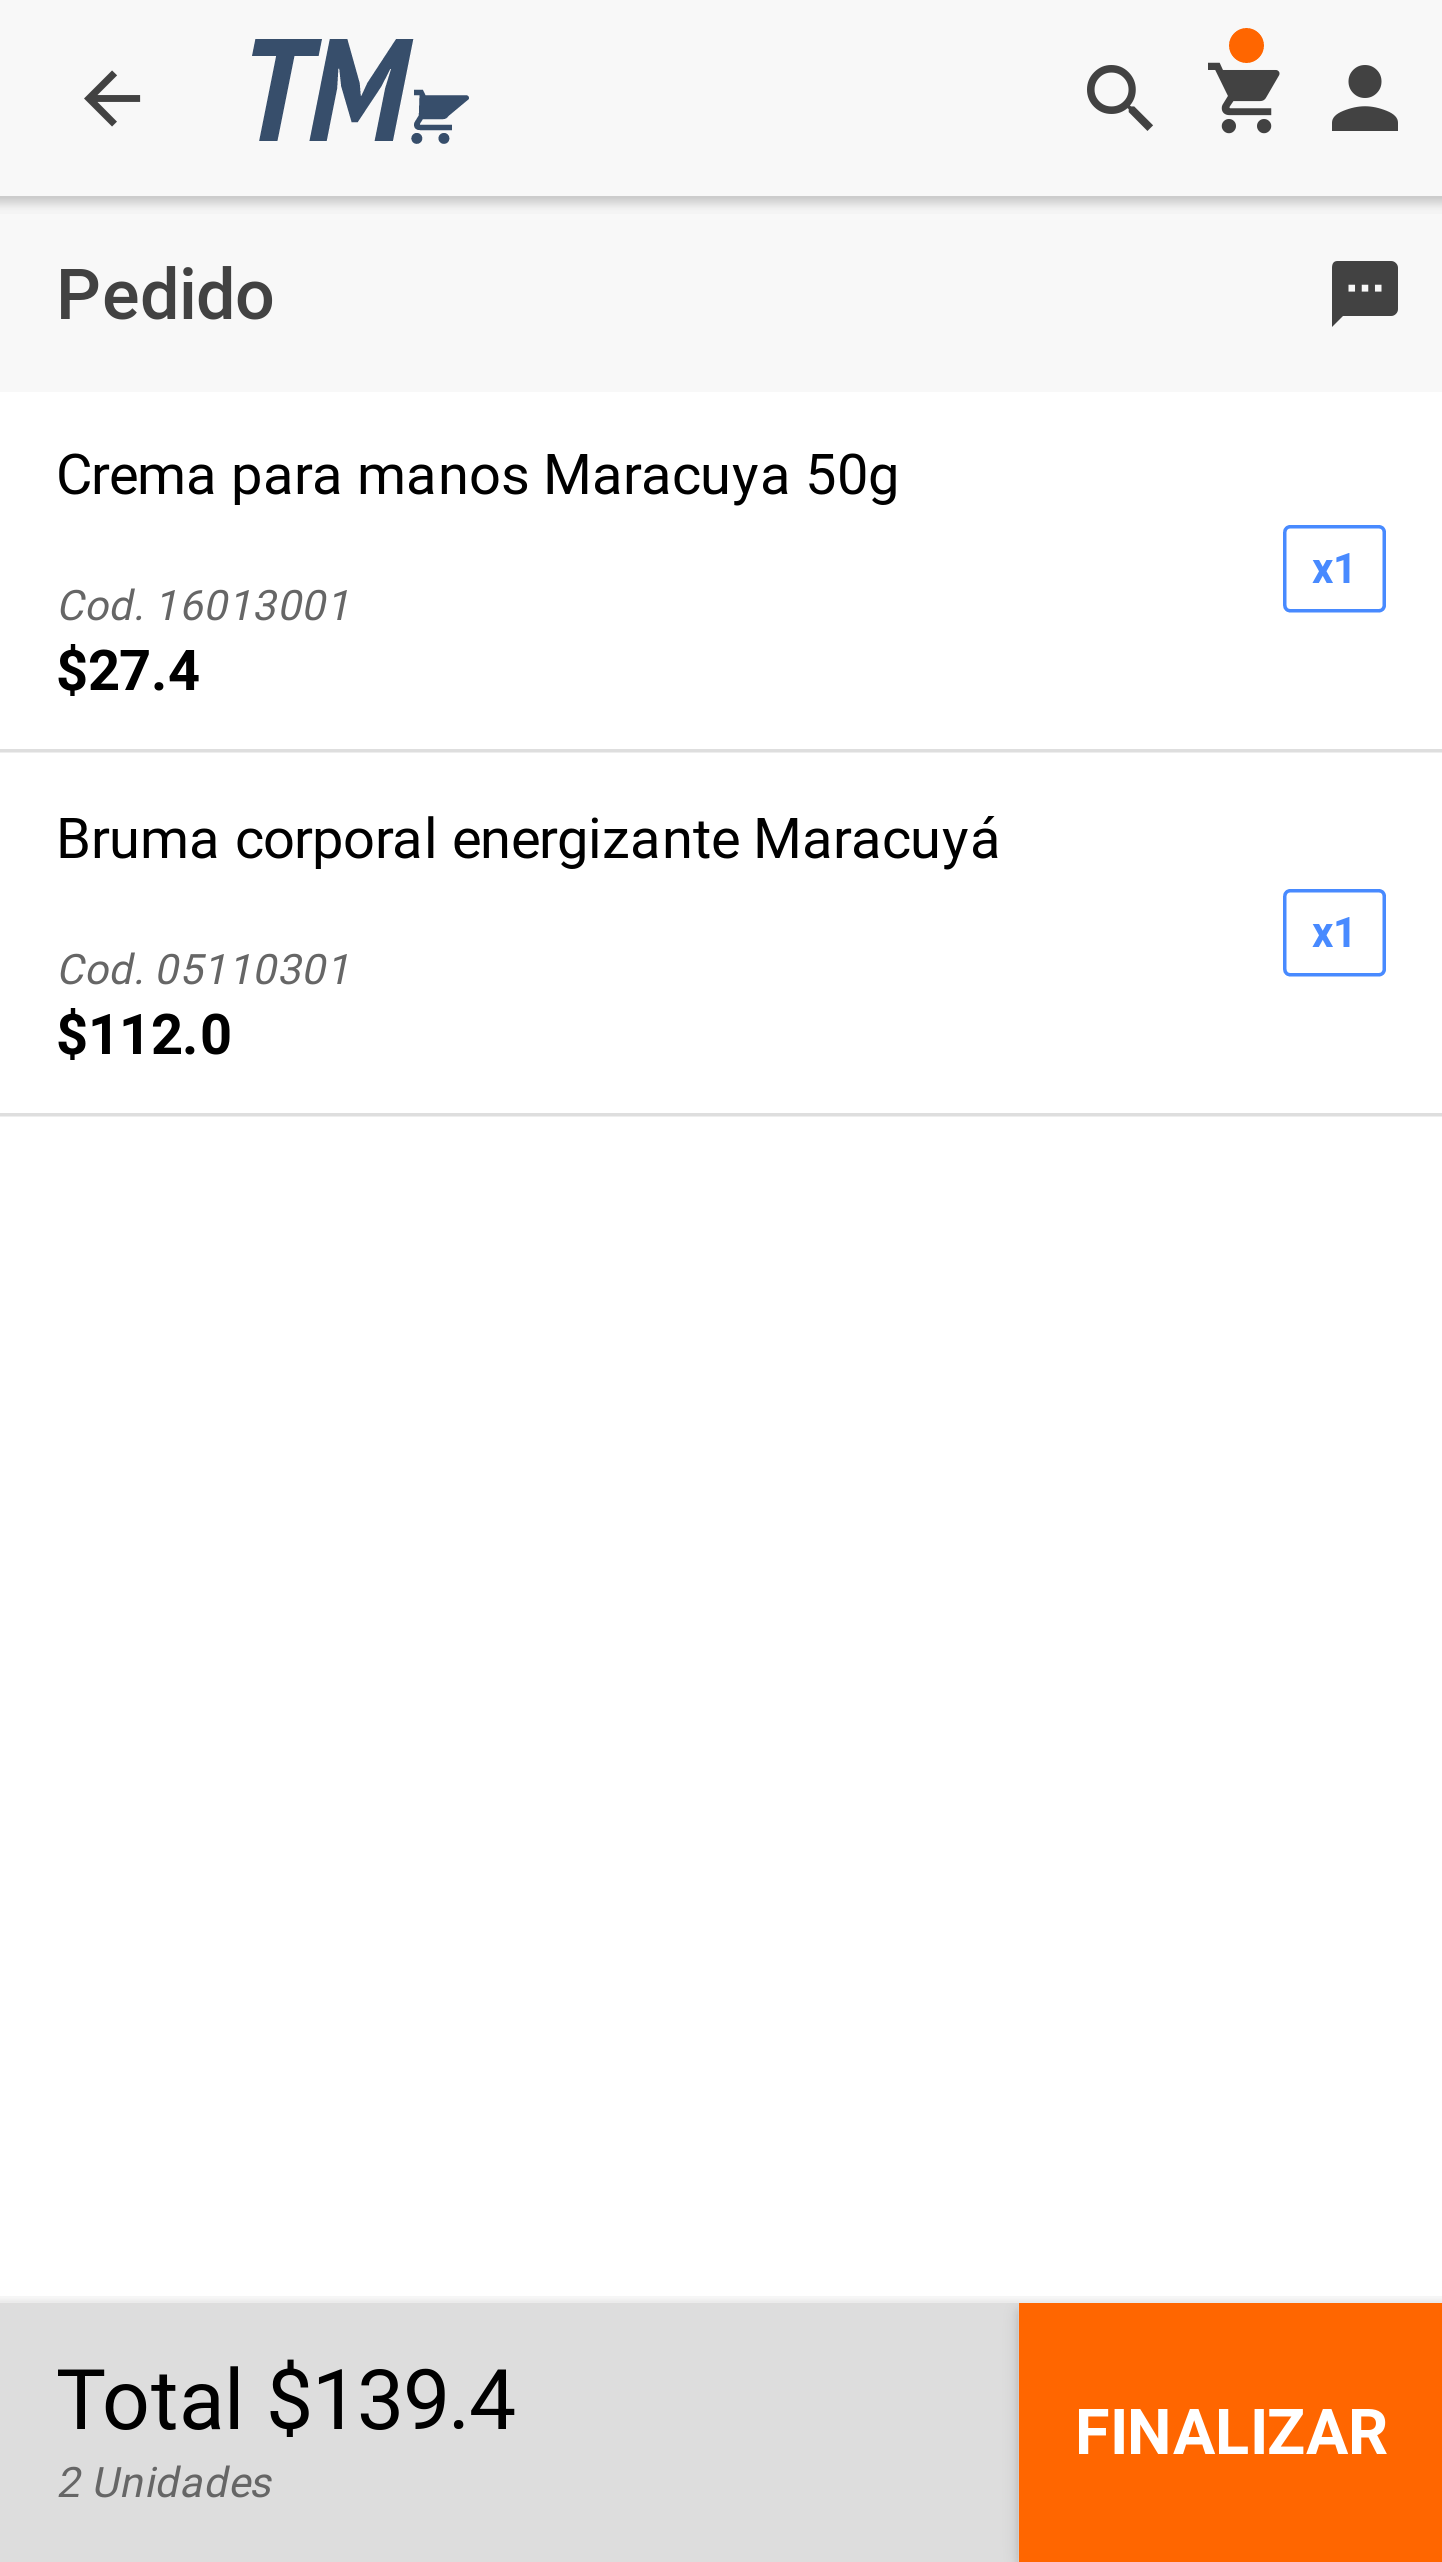 TM
Pedido
Crema para manos Maracuya 50g
x1
Cod. 16013001
$27.4
Bruma corporal energizante Maracuyá
x1
Cod. 05110301
$112.0
Total $139.4
2 Unidades
FINALIZAR